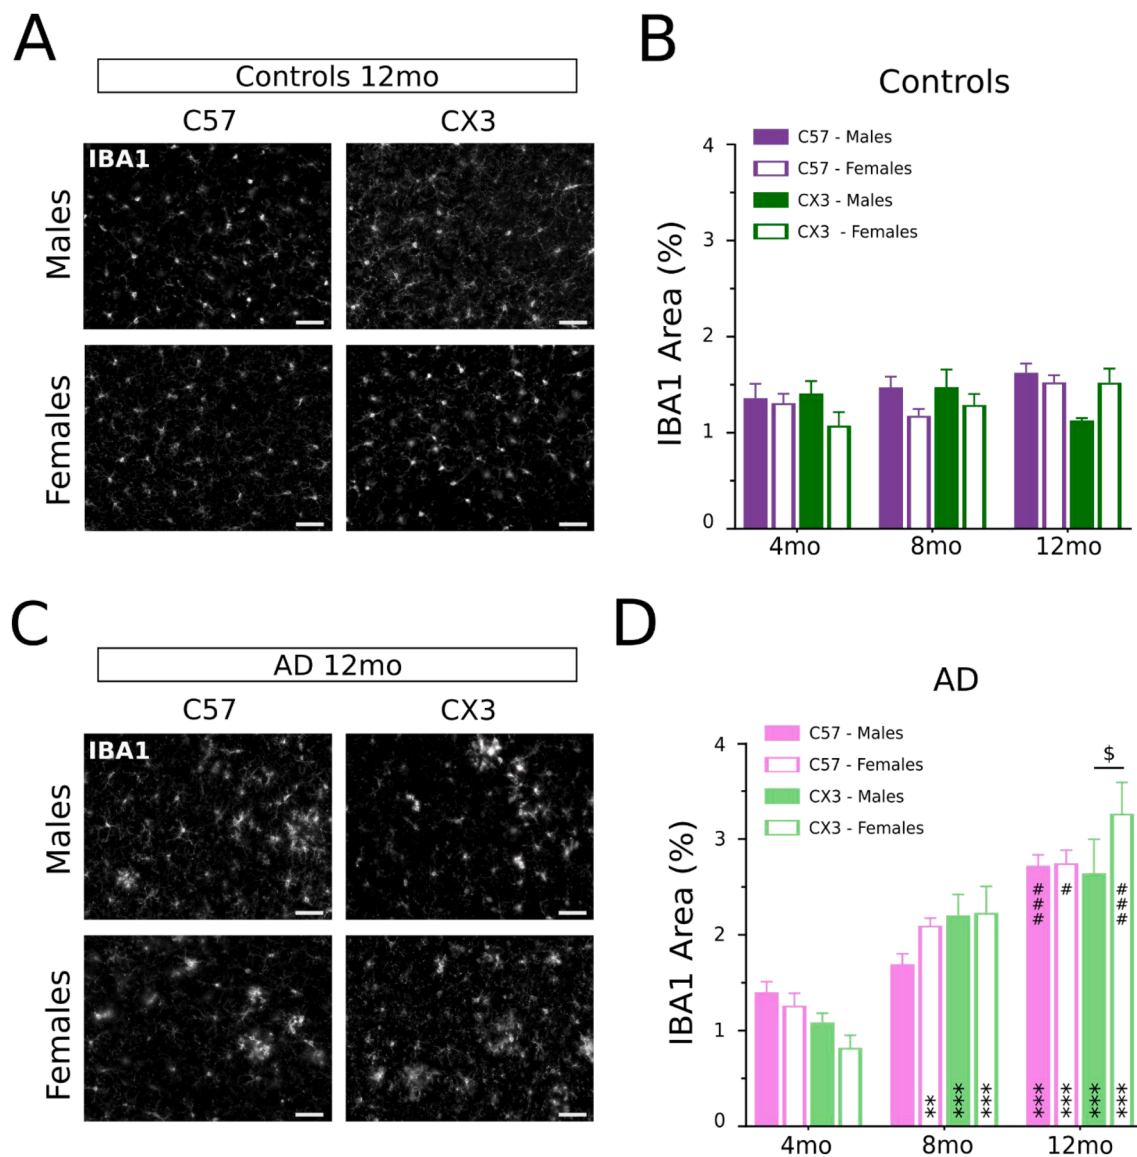 A
Controls 12mo
C57
CX3
Males
IBA1
Females
B
Controls
C57 - Males
C57 - Females
CX3 - Males
CX3 - Females
IBA1 Area (%)
4
3
2
1
0
4mo
8mo
12mo
C
AD 12mo
C57
CX3
Males
IBA1
Females
D
AD
C57 - Males
C57 - Females
CX3 - Males
CX3 - Females
$
IBA1 Area (%)
4
3
2
1
0
###
#
###
**
***
***
***
***
***
***
4mo
8mo
12mo